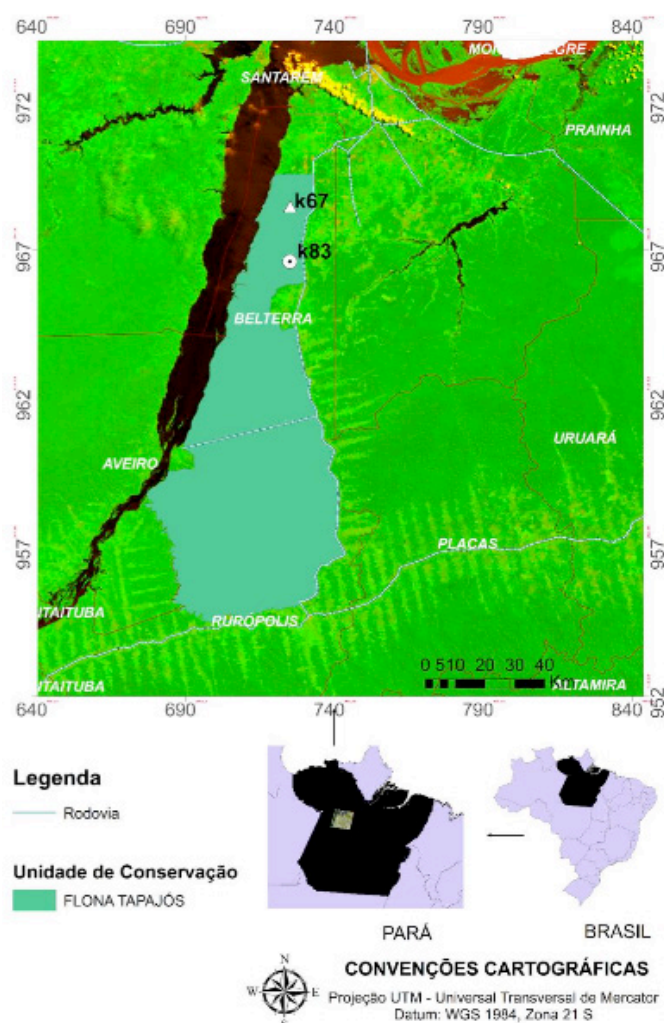 640 690 740 790 840
MON EGRE
SANTARÉM
972 972
PRAINHA
k67
967 967
k83
BELTERRA
962 962
URUARÁ
AVEIRO
957 957
PLACAS
ITAITUBA
RURÓPOLIS
0 5 10 20 30 40
Km
ITAITUBA
ALTAMIRA
952
640 690 740 790 840
Legenda
Rodovia
Unidade de Conservação
FLONA TAPAJÓS
PARÁ
BRASIL
N
W E
S
CONVENÇÕES CARTOGRÁFICAS
Projeção UTM - Universal Transversal de Mercator
Datum: WGS 1984, Zona 21 S